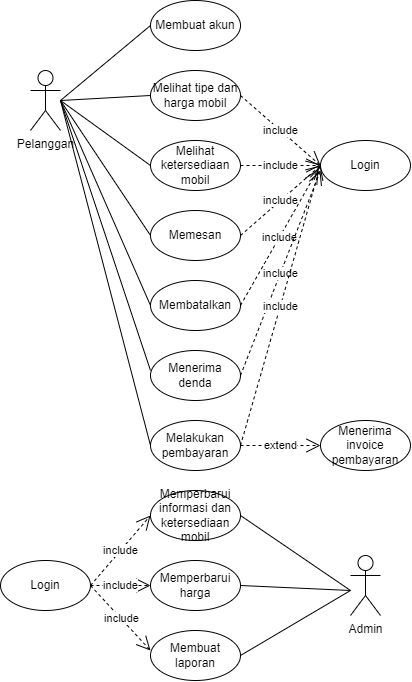 Membuat akun
Melihat tipe dan
harga mobil
include
Pelanggan
Melihat
ketersediaan
mobil
include
Login
include
Memesan
include
include
Membatalkan
include
Menerima
denda
Melakukan
pembayaran
extend
Menerima
invoice
pembayaran
Memperbarui
informasi dan
ketersediaan
mobil
include
Login
include
Memperbarui
harga
include
Admin
Membuat
laporan